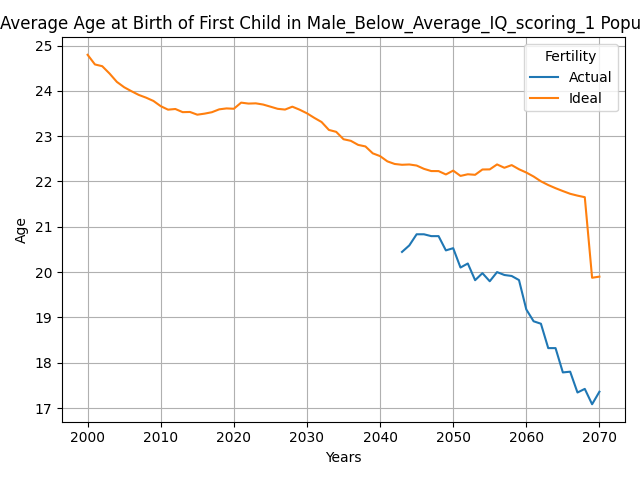 Average Age at Birth of First Child in Male_Below_Average_IQ_scoring_1 Popu
Fertility
Actual
Ideal
25
24
23
22
21
20
19
18
17
Age
2000 2010 2020 2030 2040 2050 2060 2070
Years